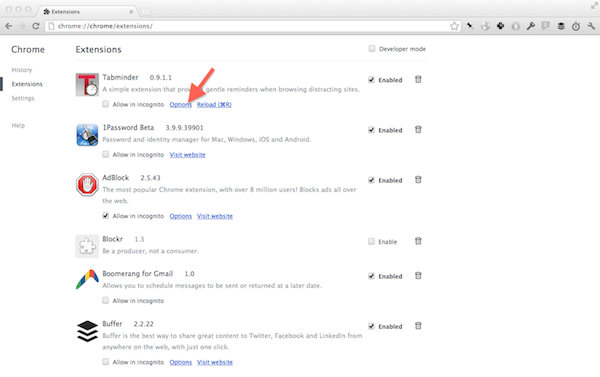 Extensions
chrome://chrome/extensions/
Chrome
History
Extensions
Settings
Help
Extensions
Developer mode
Tabminder 0.9.1.1
A simple extension that gentle reminders when browsing distracting sites.
Allow in incognito Options Reload (⌘R)
Enabled
1Password Beta 3.9.9.39901
Password and identity manager for Mac, Windows, iOS and Android.
Allow in incognito Visit website
Enabled
AdBlock 2.5.43
The most popular Chrome extension, with over 8 million users! Blocks ads all over
the web.
Allow in incognito Options Visit website
Enabled
Blockr 1.3
Be a producer, not a consumer.
Enable
Boomerang for Gmail 1.0
Allows you to schedule messages to be sent or returned at a later date.
Allow in incognito
Enabled
Buffer 2.2.22
Buffer is the best way to share great content to Twitter, Facebook and LinkedIn from
anywhere on the web, with just one click.
Allow in incognito Options Visit website
Enabled